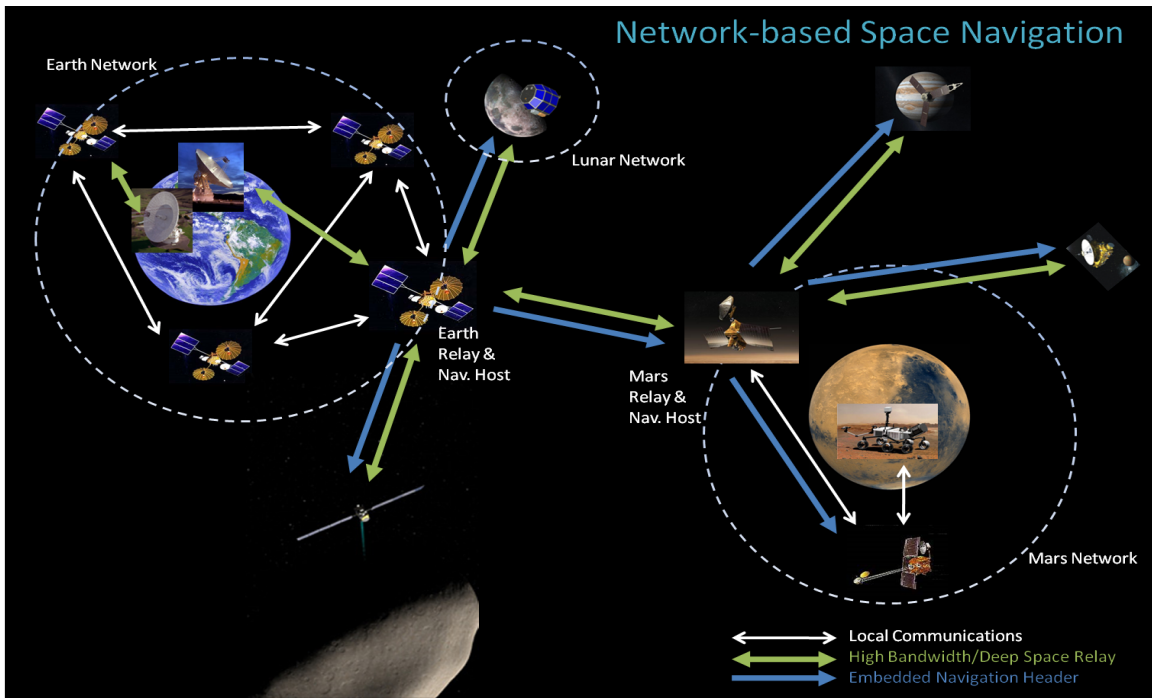 Network-based Space Navigation
Earth Network
Lunar Network
Earth
Relay &
Nav. Host
Mars
Relay &
Nav. Host
Mars Network
Local Communications
High Bandwidth/Deep Space Relay
Embedded Navigation Header